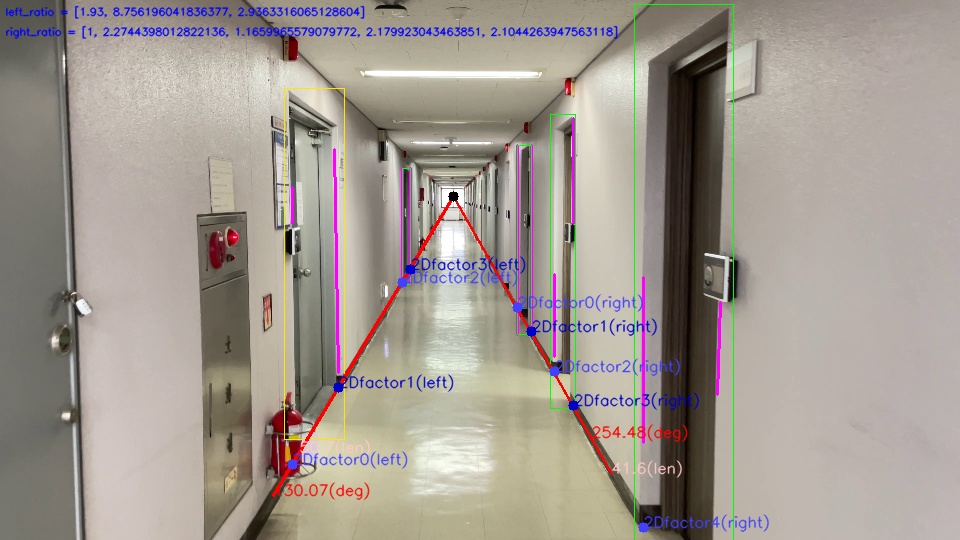 left_ratio = [1.93, 8.756196041836377, 2.9363316065128604]
right_ratio = [1, 2.2744398012822136, 1.1659965579079772, 2.179923043463851, 2.1044263947563118]
2Dfactor3(left)
2Dfactor2(left)
2Dfactor0(right)
2Dfactor1(right)
2Dfactor2(right)
2Dfactor1(left)
2Dfactor3(right)
254.48(deg)
(len)
2Dfactor0(left)
41.6(len)
30.07(deg)
2Dfactor4(right)